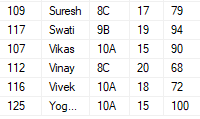 109 Suresh 8C 17 79
117 Swati 9B 19 94
107 Vikas 10A 15 90
112 Vinay 8C 20 68
116 Vivek 10A 18 72
125 Yog... 10A 15 100